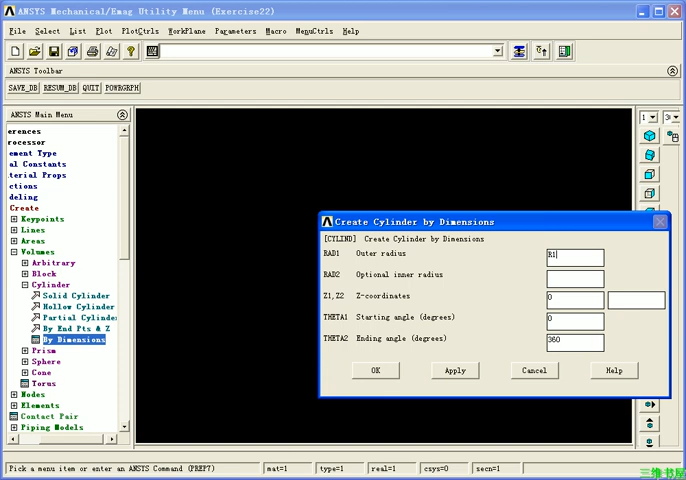 ANSYS Mechanical/Emag Utility Menu (Exercise22)
File Select List Plot PlotCtrls WorkPlane Parameters Macro MenuCtrls Help
ANSYS Toolbar
SAVE_DB RESUM_DB QUIT POWRGRPH
ANSYS Main Menu
erences
rocessor
ement Type
al Constants
terial Props
ctions
deling
Create
Keypoints
Lines
Areas
Volumes
Arbitrary
Block
Cylinder
Solid Cylinder
Hollow Cylinder
Partial Cylinde
By End Pts & Z
By Dimensions
Prism
Sphere
Cone
Torus
Nodes
Elements
Contact Pair
Piping Models
1
Create Cylinder by Dimensions
[CYLIND] Create Cylinder by Dimensions
RAD1 Outer radius R1
RAD2 Optional inner radius
Z1,Z2 Z-coordinates 0
THETA1 Starting angle (degrees) 0
THETA2 Ending angle (degrees) 360
OK Apply Cancel Help
Pick a menu item or enter an ANSYS Command (PREP7) mat=1 type=1 real=1 csys=0 secn=1
三维书屋